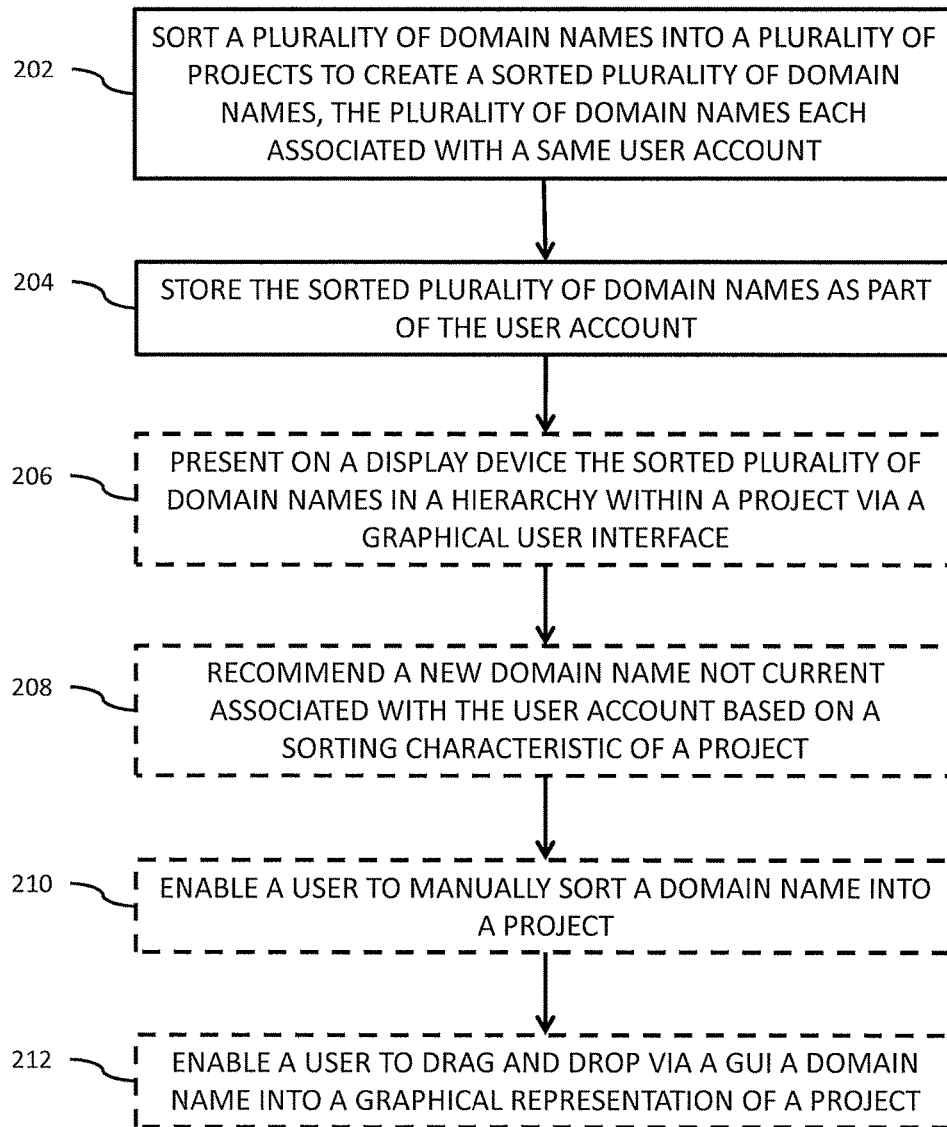 202
SORT A PLURALITY OF DOMAIN NAMES INTO A PLURALITY OF
PROJECTS TO CREATE A SORTED PLURALITY OF DOMAIN
NAMES, THE PLURALITY OF DOMAIN NAMES EACH
ASSOCIATED WITH A SAME USER ACCOUNT
204
STORE THE SORTED PLURALITY OF DOMAIN NAMES AS PART
OF THE USER ACCOUNT
206
PRESENT ON A DISPLAY DEVICE THE SORTED PLURALITY OF
DOMAIN NAMES IN A HIERARCHY WITHIN A PROJECT VIA A
GRAPHICAL USER INTERFACE
208
RECOMMEND A NEW DOMAIN NAME NOT CURRENT
ASSOCIATED WITH THE USER ACCOUNT BASED ON A
SORTING CHARACTERISTIC OF A PROJECT
210
ENABLE A USER TO MANUALLY SORT A DOMAIN NAME INTO
A PROJECT
212
ENABLE A USER TO DRAG AND DROP VIA A GUI A DOMAIN
NAME INTO A GRAPHICAL REPRESENTATION OF A PROJECT